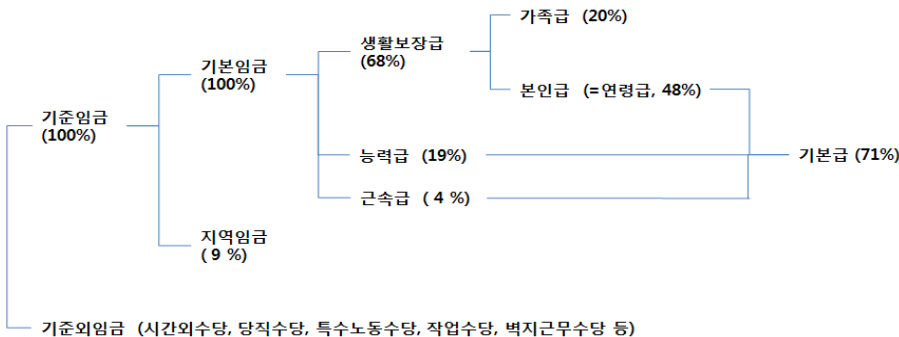 가족급 (20%)
생활보장급
(68%)
기본임금
(100%)
본인급 (=연령급, 48%)
기준임금
(100%)
능력급 (19%)
기본급 (71%)
근속급 ( 4 %)
지역임금
( 9 %)
기준외임금 (시간외수당, 당직수당, 특수노동수당, 작업수당, 벽지근무수당 등)